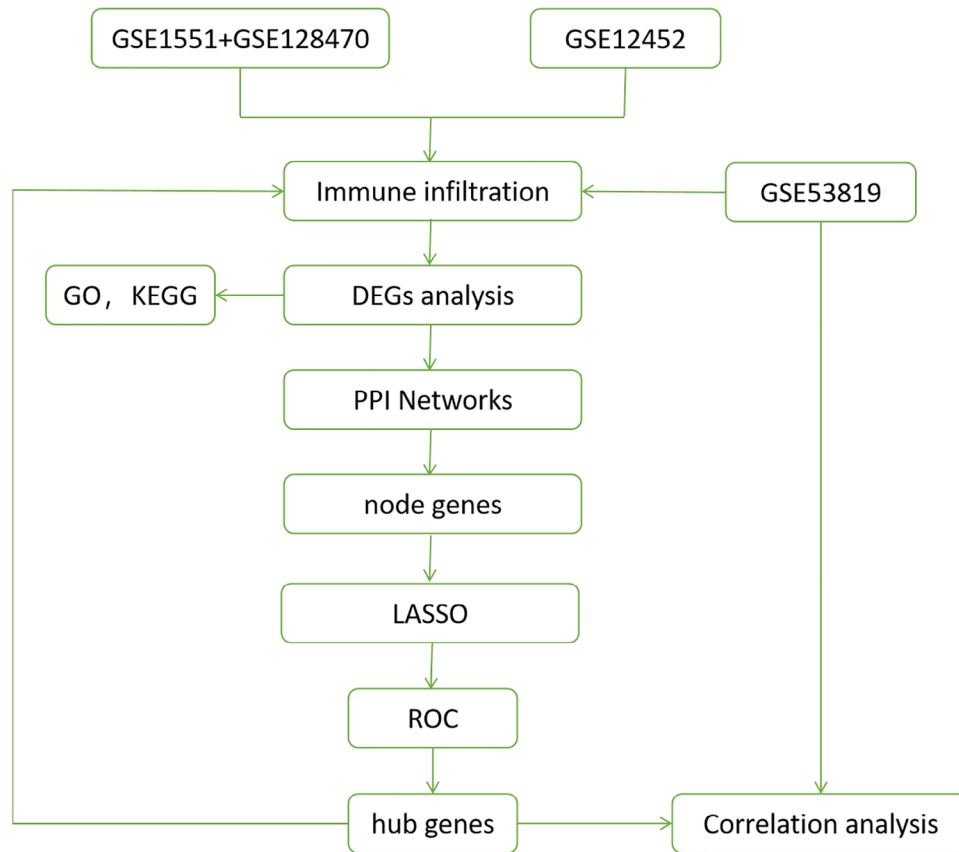 GSE1551+GSE128470
GSE12452
Immune infiltration
GSE53819
GO，KEGG
DEGs analysis
PPI Networks
node genes
LASSO
ROC
hub genes
Correlation analysis